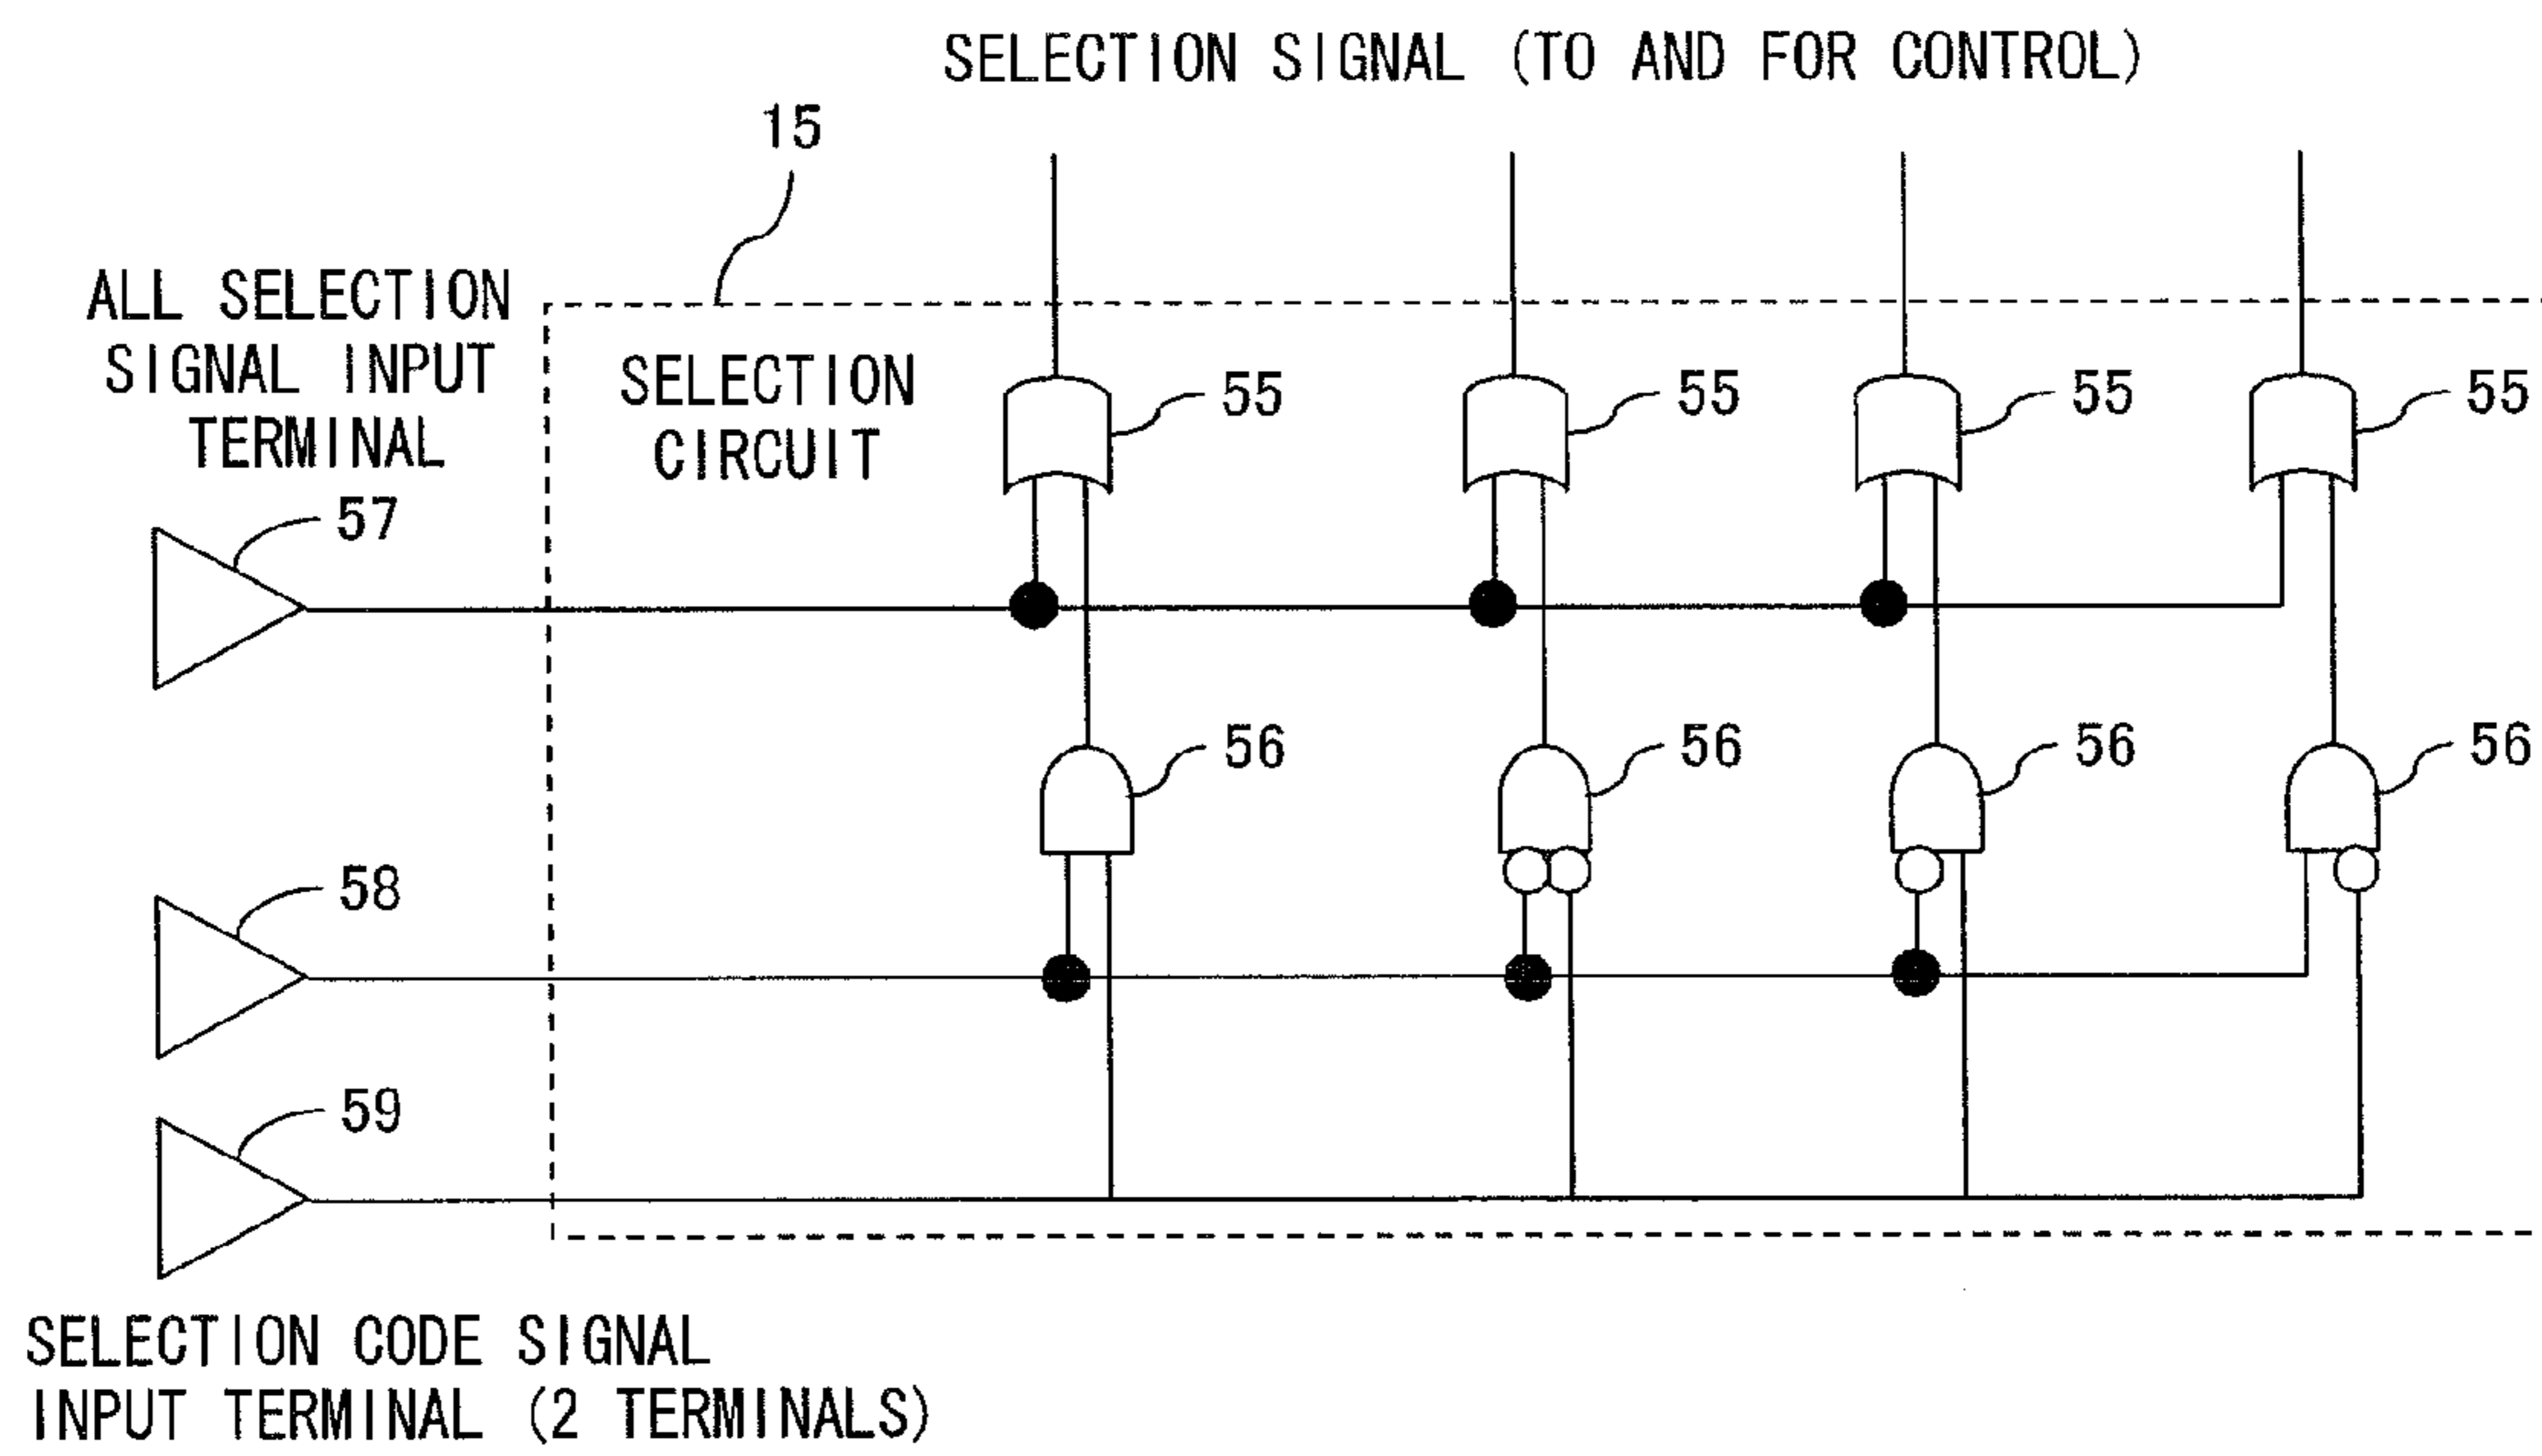 SELECTION SIGNAL (TO AND FOR CONTROL)
15
ALL SELECTION
SIGNAL INPUT
TERMINAL
SELECTION
CIRCUIT
55
55
55
55
57
56
56
56
56
58
59
SELECTION CODE SIGNAL
INPUT TERMINAL (2 TERMINALS)